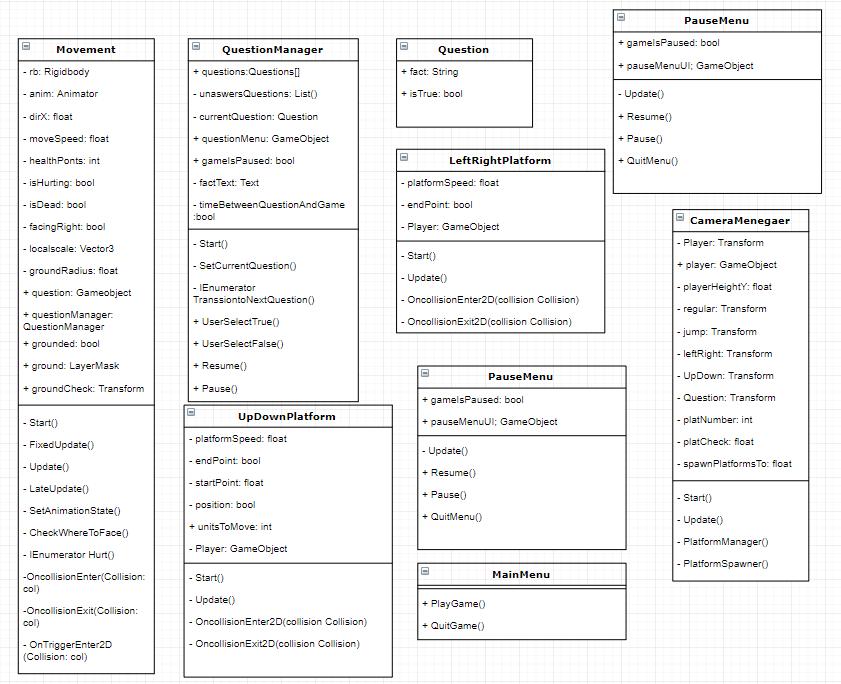 Movement
- rb: Rigidbody
- anim: Animator
- dirX: float
- moveSpeed: float
- healthPonts: int
- isHurting: bool
- isDead: bool
- facingRight: bool
- localscale: Vector3
- groundRadius: float
+ question: Gameobject
+ questionManager:
QuestionManager
+ grounded: bool
+ ground: LayerMask
+ groundCheck: Transform
- Start()
- FixedUpdate()
- Update()
- LateUpdate()
- SetAnimationState()
- CheckWhereToFace()
- IEnumerator Hurt()
-OncollisionEnter(Collision:
col)
-OncollisionExit(Collision:
col)
- OnTriggerEnter2D
(Collision: col)
QuestionManager
+ questions:Questions[]
- unaswersQuestions: List()
- currentQuestion: Question
+ questionMenu: GameObject
+ gameIsPaused: bool
- factText: Text
- timeBetweenQuestionAndGame
:bool
- Start()
- SetCurrentQuestion()
- IEnumerator
TranssiontoNextQuestion()
+ UserSelectTrue()
+ UserSelectFalse()
+ Resume()
+ Pause()
UpDownPlatform
- platformSpeed: float
- endPoint: bool
- startPoint: float
- position: bool
+ unitsToMove: int
- Player: GameObject
- Start()
- Update()
- OncollisionEnter2D(collision Collision)
- OncollisionExit2D(collision Collision)
Question
+ fact: String
+ isTrue: bool
LeftRightPlatform
- platformSpeed: float
- endPoint: bool
- Player: GameObject
- Start()
- Update()
- OncollisionEnter2D(collision Collision)
- OncollisionExit2D(collision Collision)
PauseMenu
+ gameIsPaused: bool
+ pauseMenuUI; GameObject
- Update()
+ Resume()
+ Pause()
+ QuitMenu()
MainMenu
+ PlayGame()
+ QuitGame()
PauseMenu
+ gameIsPaused: bool
+ pauseMenuUI; GameObject
- Update()
+ Resume()
+ Pause()
+ QuitMenu()
CameraMenegaer
- Player: Transform
+ player: GameObject
- playerHeightY: float
- regular: Transform
- jump: Transform
- leftRight: Transform
- UpDown: Transform
- Question: Transform
- platNumber: int
- platCheck: float
- spawnPlatformsTo: float
- Start()
- Update()
- PlatformManager()
- PlatformSpawner()